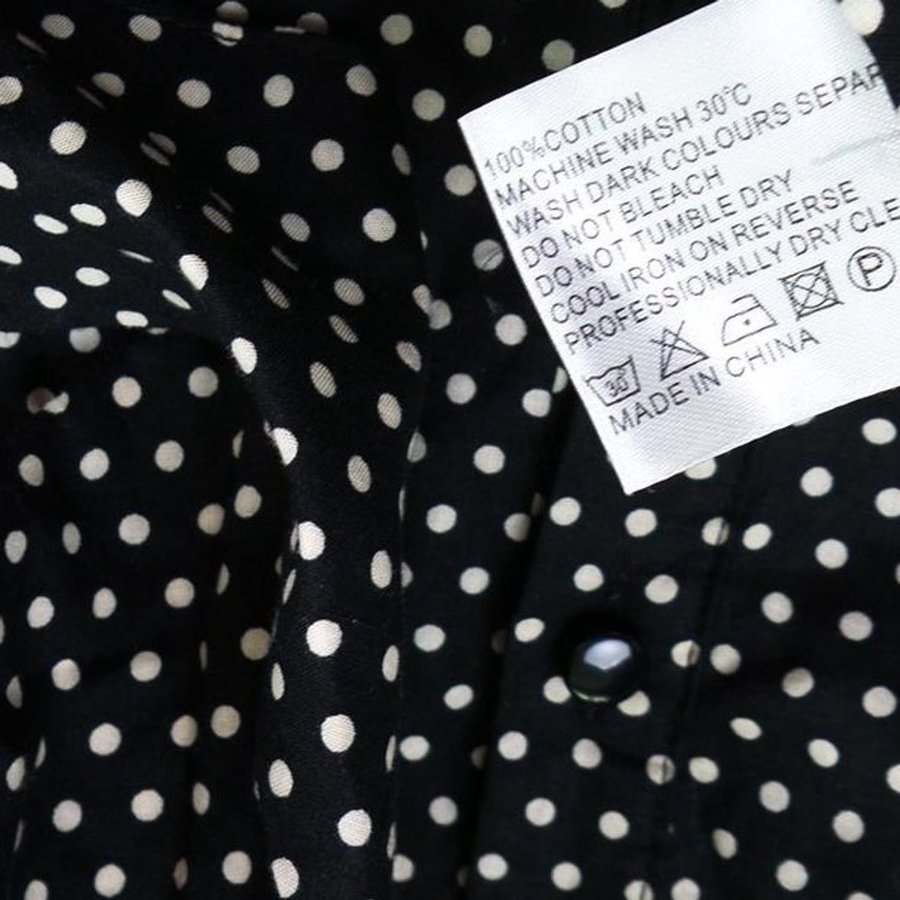 100%COTTON
MACHINE WASH 30℃
WASH DARK COLOURS SEPAR
DO NOT BLEACH
DO NOT TUMBLE DRY
COOL IRON ON REVERSE
PROFESSIONALLY DRY CLE
30 P
MADE IN CHINA